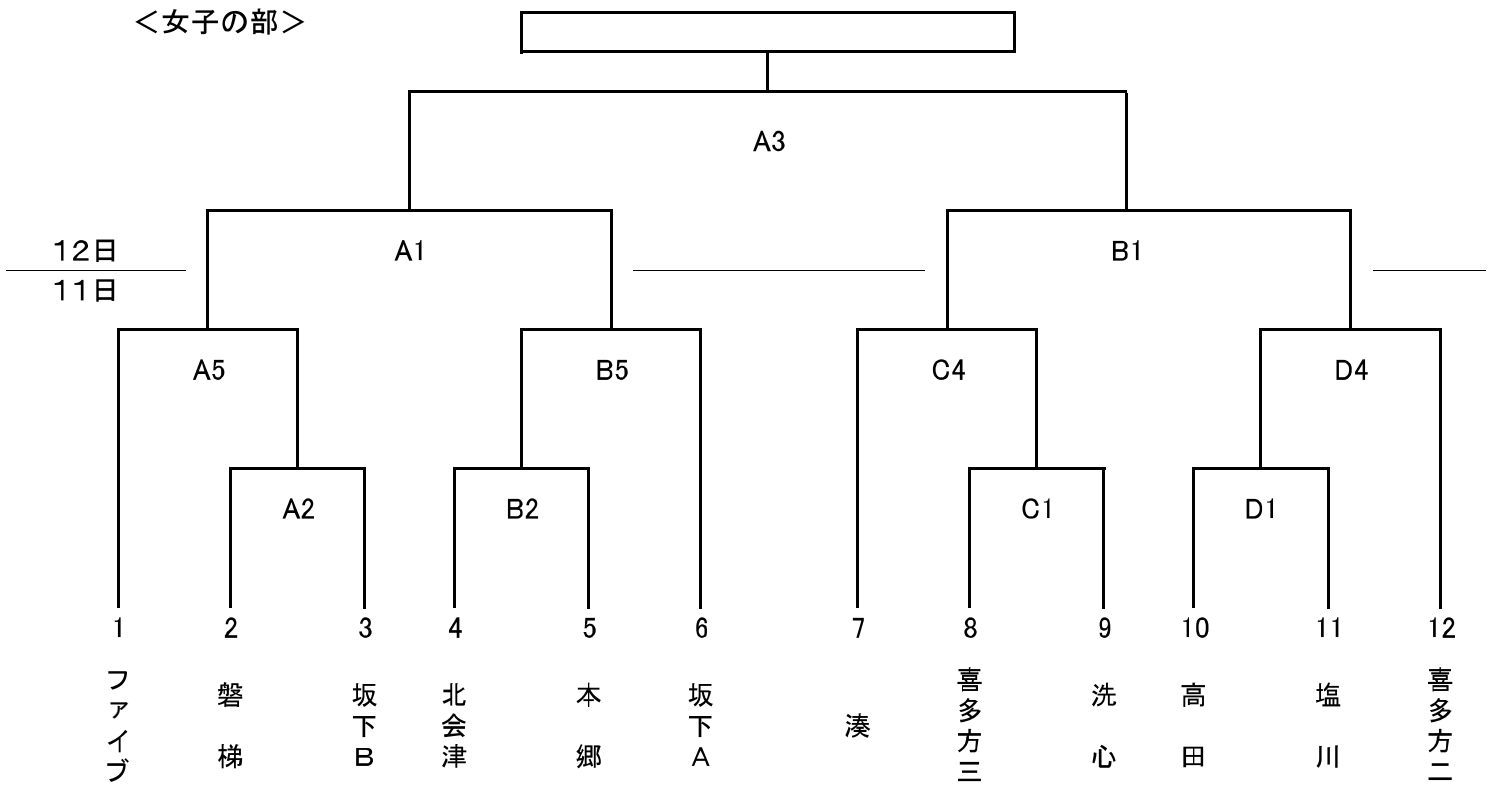 ＜女子の部＞
A3
12日
A1
B1
11日
A5
B5
C4
D4
A2
B2
C1
D1
1
2
3
4
5
6
7
8
9
10
11
12
ファイブ
磐梯
坂下B
北会津
本郷
坂下A
湊
喜多方三
洗心
高田
塩川
喜多方二